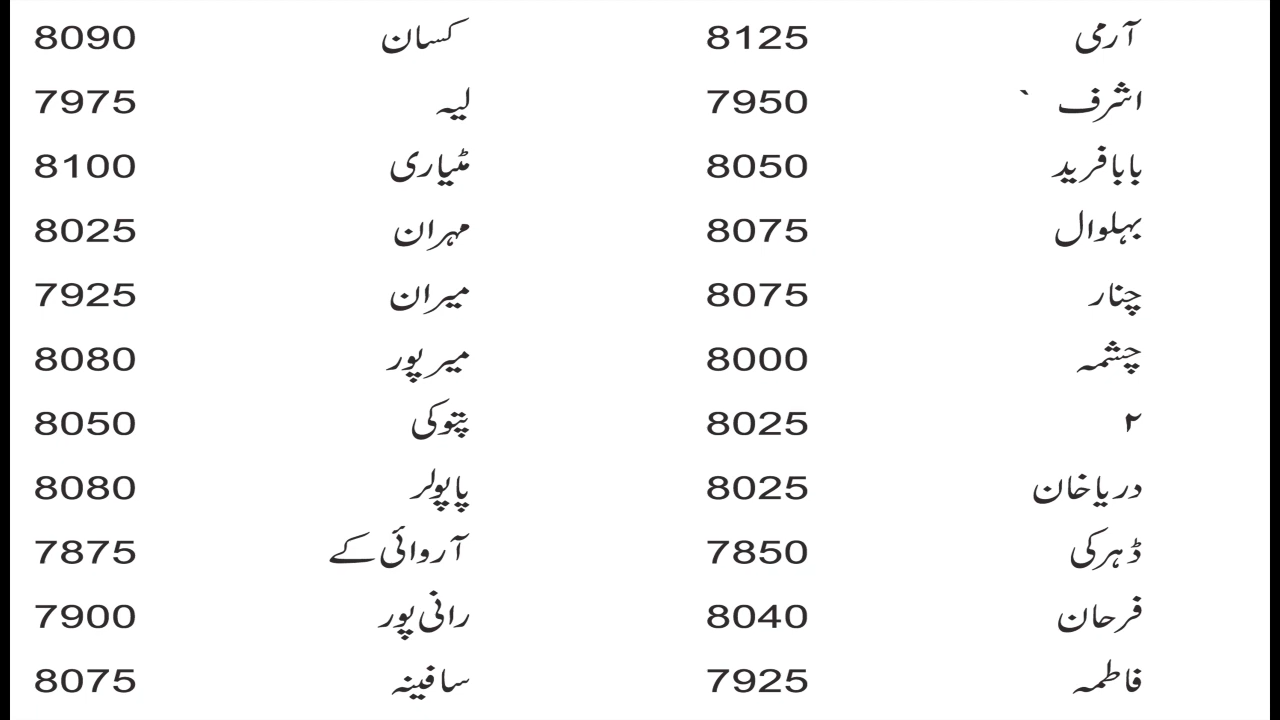 آرمی 8125 کسان 8090
اشرف ` 7950 لیہ 7975
بابا فرید 8050 مٹیاری 8100
بہلوال 8075 مہران 8025
چنار 8075 میران 7925
چشمہ 8000 میر پور 8080
۲ 8025 پتوکی 8050
دریا خان 8025 پاپولر 8080
ڈہرکی 7850 آر وائی کے 7875
فرحان 8040 رانی پور 7900
فاطمہ 7925 سافینہ 8075